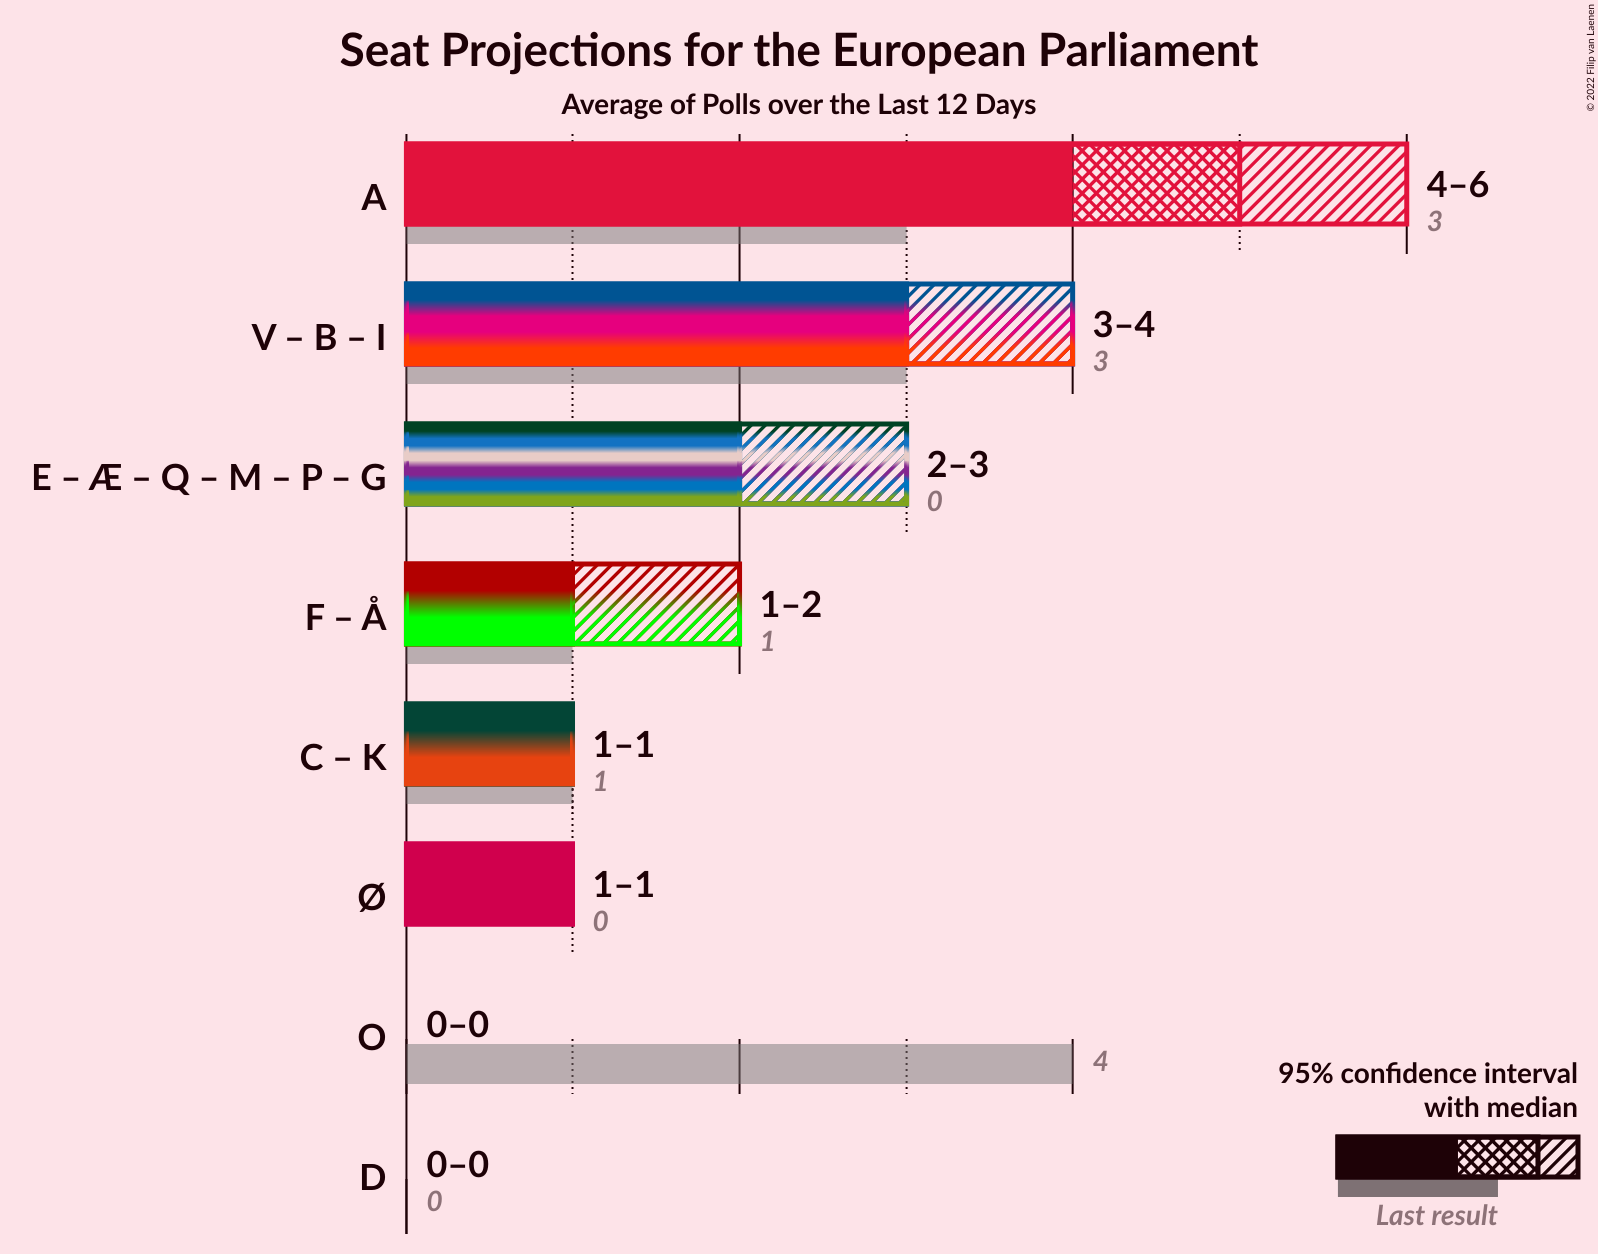 Seat Projections for the European Parliament
Average of Polls over the Last 12 Days
© 2022 Filip van Laenen
A
4–6
3
V – B – I
3–4
3
E – Æ – Q – M – P – G
2–3
0
F – Å
1–2
1
C – K
1–1
1
Ø
1–1
0
O
0–0
4
D
0–0
0
95% confidence interval
with median
Last result